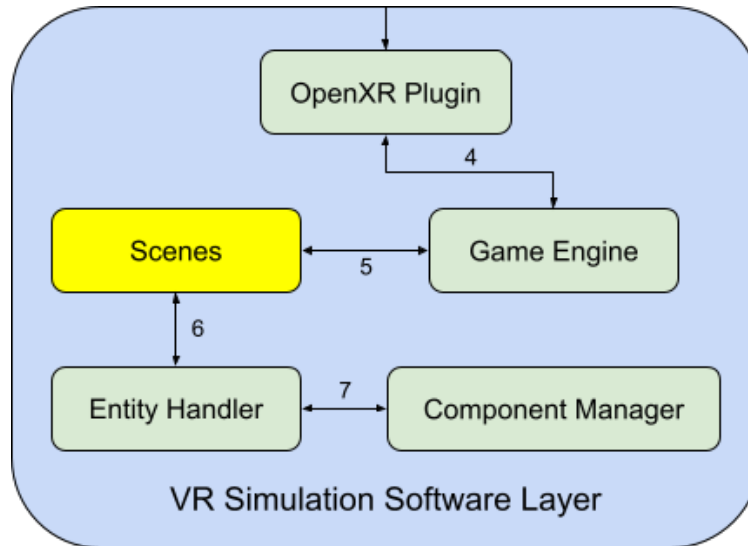 OpenXR Plugin
4
Scenes
5
Game Engine
6
Entity Handler
7
Component Manager
VR Simulation Software Layer